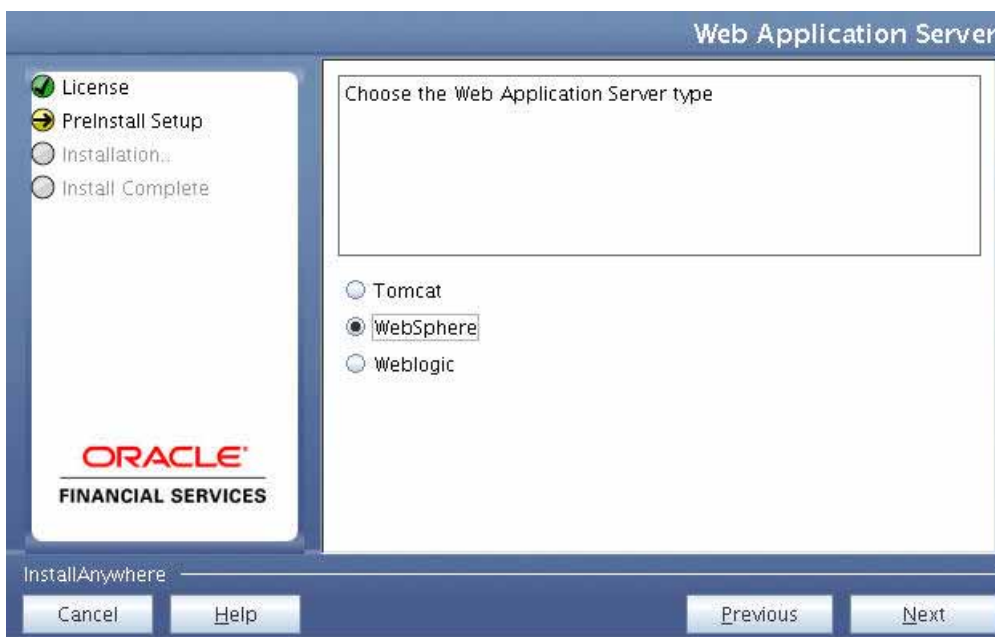 Web Application Server
License
PreInstall Setup
Installation..
Install Complete
Choose the Web Application Server type
Tomcat
WebSphere
Weblogic
ORACLE
FINANCIAL SERVICES
InstallAnywhere
Cancel
Help
Previous
Next